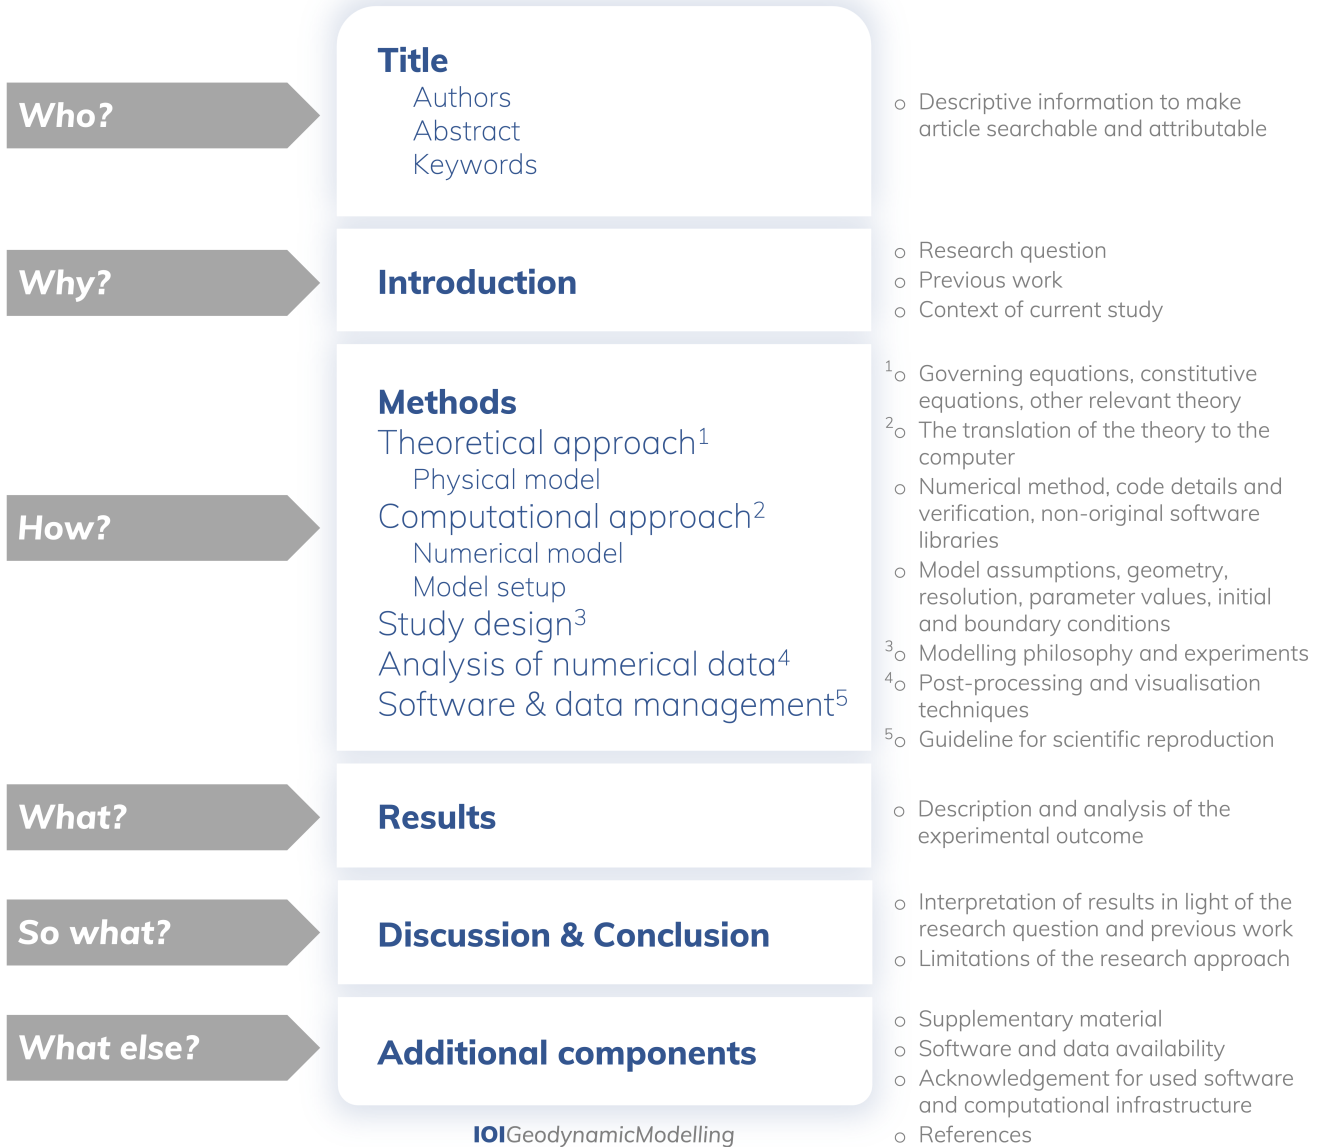 Who?
Title
Authors
Abstract
Keywords
o Descriptive information to make
article searchable and attributable
Why?
Introduction
o Research question
o Previous work
o Context of current study
How?
Methods
Theoretical approach¹
Physical model
Computational approach²
Numerical model
Model setup
Study design³
Analysis of numerical data⁴
Software & data management⁵
¹o Governing equations, constitutive
equations, other relevant theory
²o The translation of the theory to the
computer
o Numerical method, code details and
verification, non-original software
libraries
o Model assumptions, geometry,
resolution, parameter values, initial
and boundary conditions
³o Modelling philosophy and experiments
⁴o Post-processing and visualisation
techniques
⁵o Guideline for scientific reproduction
What?
Results
o Description and analysis of the
experimental outcome
So what?
Discussion & Conclusion
o Interpretation of results in light of the
research question and previous work
o Limitations of the research approach
What else?
Additional components
o Supplementary material
o Software and data availability
o Acknowledgement for used software
and computational infrastructure
o References
IOIGeodynamicModelling